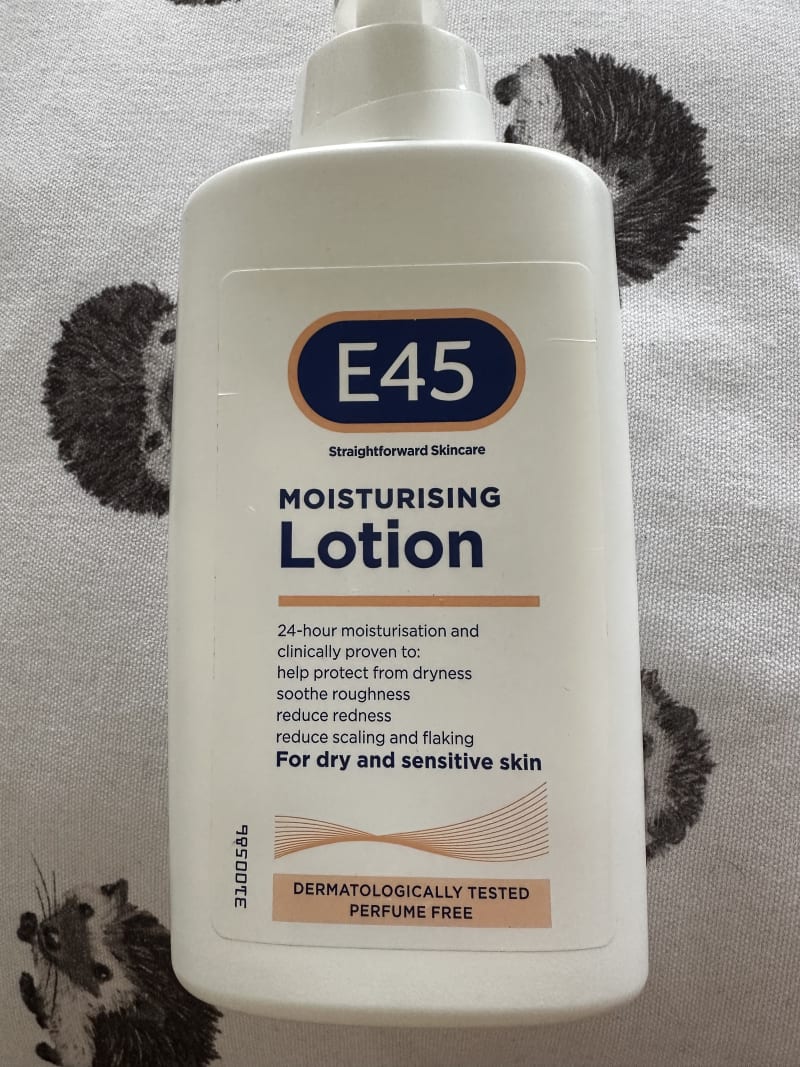 E45
Straightforward Skincare
MOISTURISING
Lotion
24-hour moisturisation and
clinically proven to:
help protect from dryness
soothe roughness
reduce redness
reduce scaling and flaking
For dry and sensitive skin
3100586
DERMATOLOGICALLY TESTED
PERFUME FREE